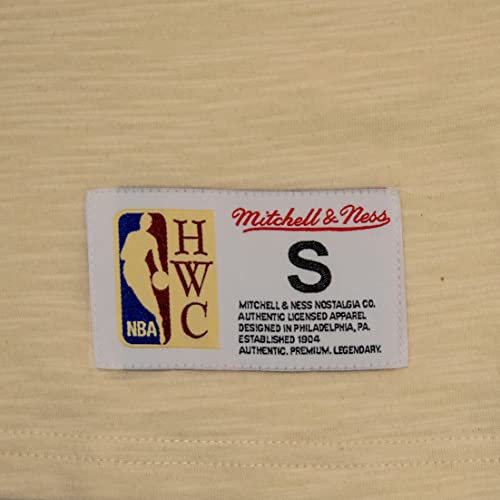 NBA
H
W
C
Mitchell & Ness
S
MITCHELL & NESS NOSTALGIA CO.
AUTHENTIC LICENSED APPAREL
DESIGNED IN PHILADELPHIA, PA.
ESTABLISHED 1904
AUTHENTIC. PREMIUM. LEGENDARY.